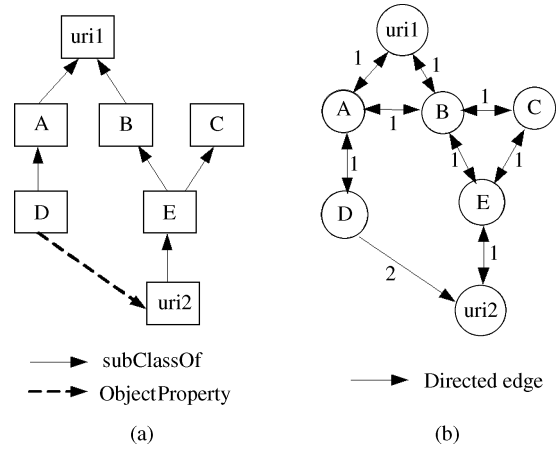 uri1
A B C
D E
uri2
subClassOf
ObjectProperty
(a)
uri1
1 1
A 1 B 1 C
1 1 1
D E
2 1
uri2
Directed edge
(b)